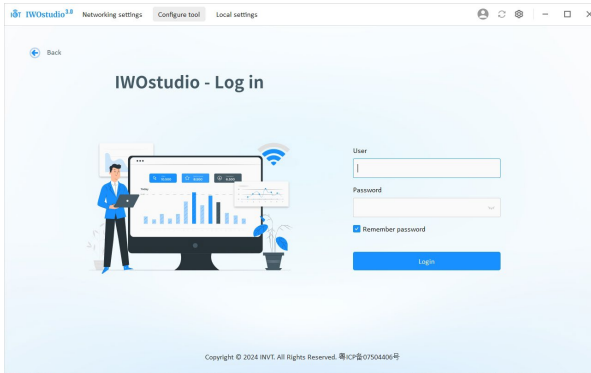 IIoT IWOstudio3.0 Networking settings Configure tool Local settings
Back
IWOstudio - Log in
User
Password
Remember password
Login
Copyright © 2024 INVT. All Rights Reserved. 粤ICP备07504406号